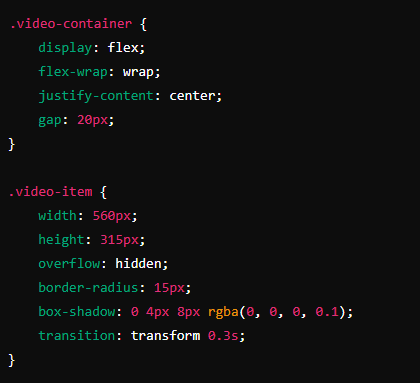 .video-container {
    display: flex;
    flex-wrap: wrap;
    justify-content: center;
    gap: 20px;
}

.video-item {
    width: 560px;
    height: 315px;
    overflow: hidden;
    border-radius: 15px;
    box-shadow: 0 4px 8px rgba(0, 0, 0, 0.1);
    transition: transform 0.3s;
}